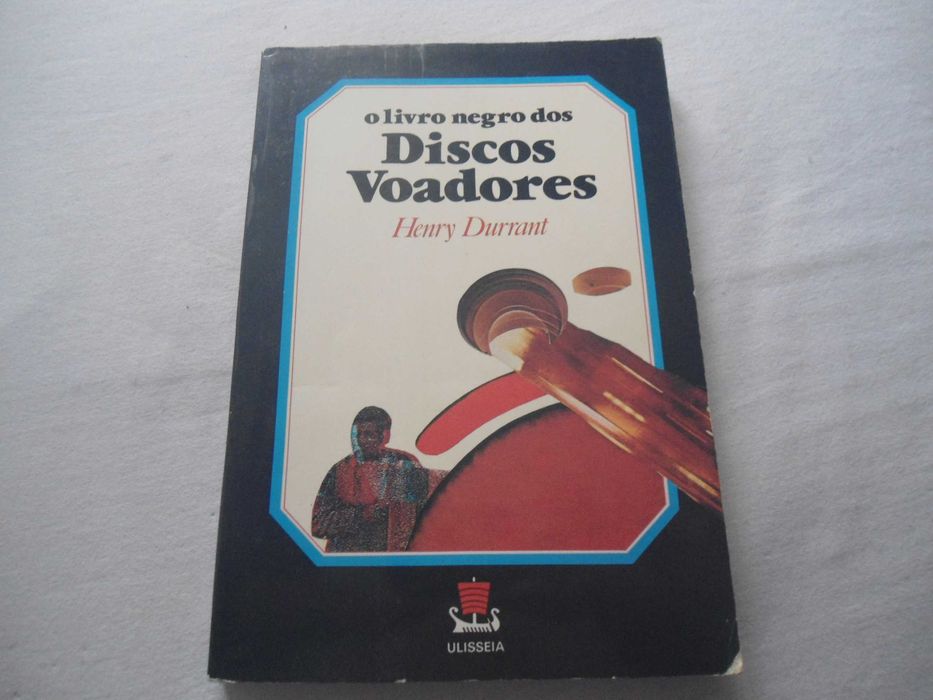 o livro negro dos
Discos
Voadores
Henry Durrant
ULISSEIA